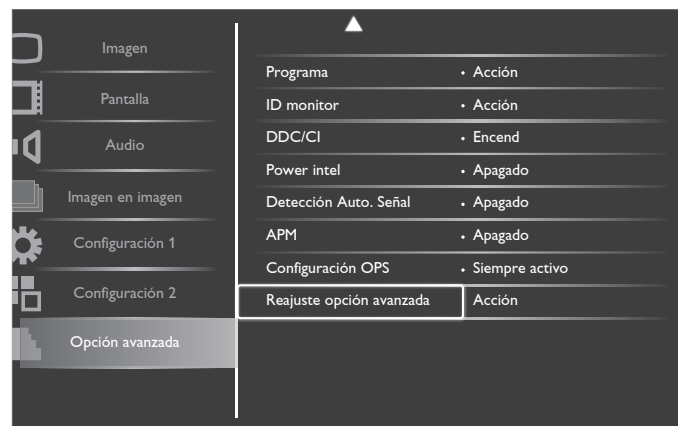 Imagen
Pantalla
Audio
Imagen en imagen
Configuración 1
Configuración 2
Opción avanzada
Programa • Acción
ID monitor • Acción
DDC/CI • Encend
Power intel • Apagado
Detección Auto. Señal • Apagado
APM • Apagado
Configuración OPS • Siempre activo
Reajuste opción avanzada Acción